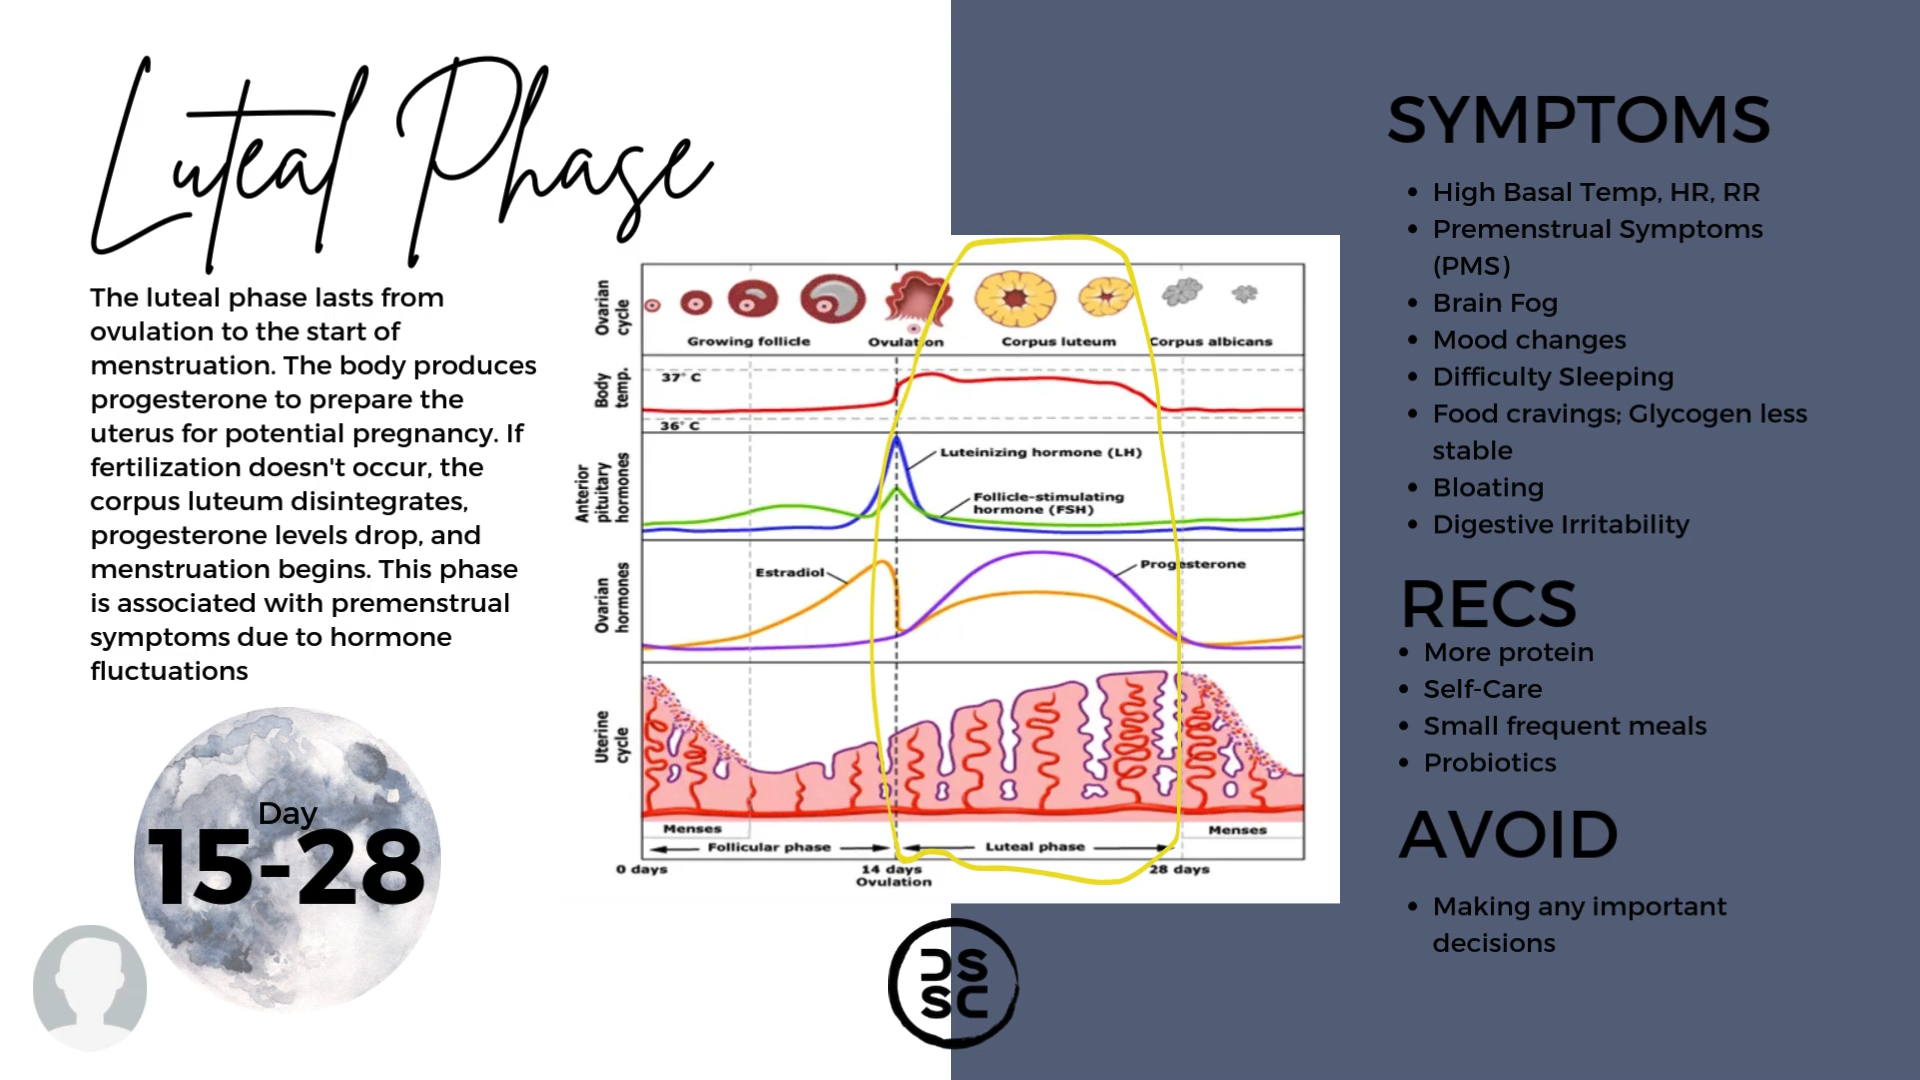 Luteal Phase
The luteal phase lasts from
ovulation to the start of
menstruation. The body produces
progesterone to prepare the
uterus for potential pregnancy. If
fertilization doesn't occur, the
corpus luteum disintegrates,
progesterone levels drop, and
menstruation begins. This phase
is associated with premenstrual
symptoms due to hormone
fluctuations
Day
15-28
Ovarian
cycle
Growing follicle
Ovulation
Corpus luteum
Corpus albicans
Body
temp.
37° C
36° C
Anterior
pituitary
hormones
Luteinizing hormone (LH)
Follicle-stimulating
hormone (FSH)
Ovarian
hormones
Estradiol
Progesterone
Uterine
cycle
Menses
Menses
Follicular phase
Luteal phase
0 days
14 days
Ovulation
28 days
DS
SC
SYMPTOMS
• High Basal Temp, HR, RR
• Premenstrual Symptoms
(PMS)
• Brain Fog
• Mood changes
• Difficulty Sleeping
• Food cravings; Glycogen less
stable
• Bloating
• Digestive Irritability
RECS
• More protein
• Self-Care
• Small frequent meals
• Probiotics
AVOID
• Making any important
decisions